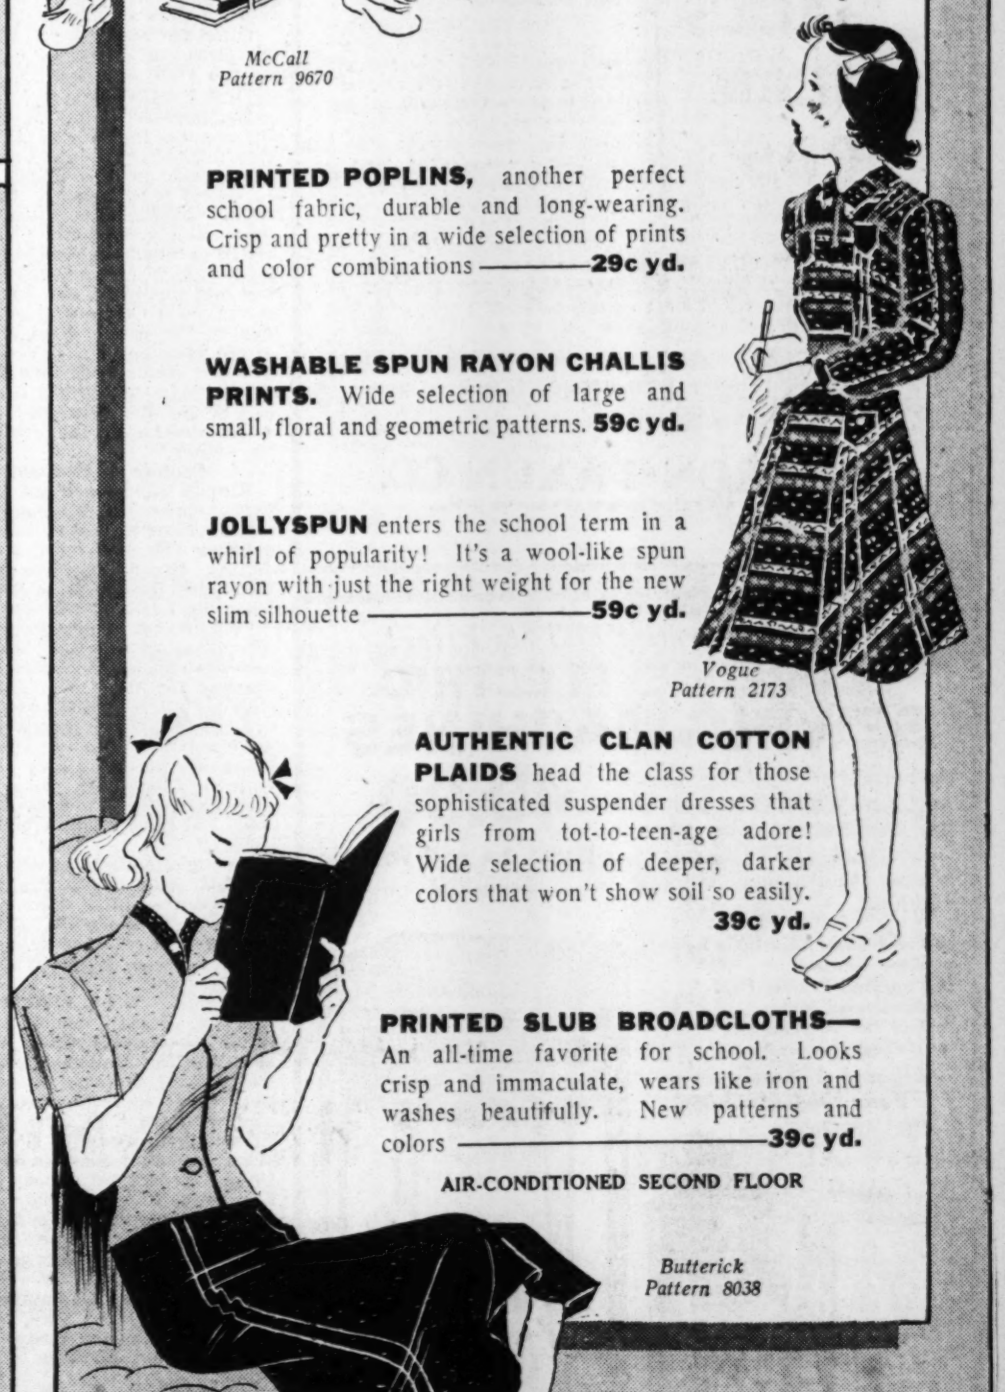 McCall
Pattern 9670
PRINTED POPLINS, another perfect
school fabric, durable and long-wearing.
Crisp and pretty in a wide selection of prints
and color combinations ——— 29c yd.
WASHABLE SPUN RAYON CHALLIS
PRINTS. Wide selection of large and
small, floral and geometric patterns. 59c yd.
JOLLYSPUN enters the school term in a
whirl of popularity! It's a wool-like spun
rayon with just the right weight for the new
slim silhouette ——— 59c yd.
Vogue
Pattern 2173
AUTHENTIC CLAN COTTON
PLAIDS head the class for those
sophisticated suspender dresses that
girls from tot-to-teen-age adore!
Wide selection of deeper, darker
colors that won't show soil so easily.
39c yd.
PRINTED SLUB BROADCLOTHS—
An all-time favorite for school. Looks
crisp and immaculate, wears like iron and
washes beautifully. New patterns and
colors ——— 39c yd.
AIR-CONDITIONED SECOND FLOOR
Butterick
Pattern 8038